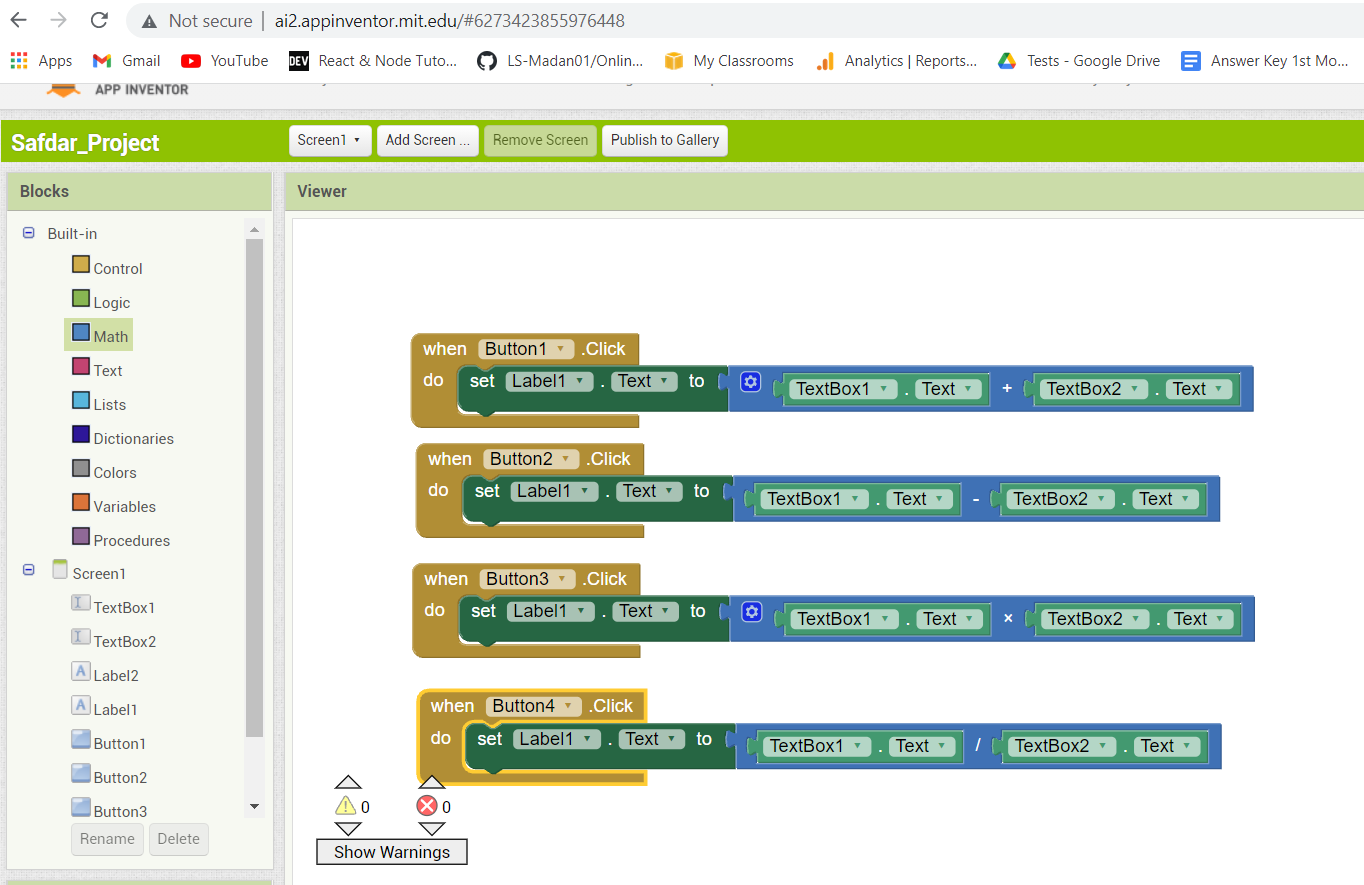 Not secure | ai2.appinventor.mit.edu/#6273423855976448
Apps Gmail YouTube DEV React & Node Tuto... LS-Madan01/Onlin... My Classrooms Analytics | Reports... Tests - Google Drive Answer Key 1st Mo...
APP INVENTOR
Safdar_Project Screen1 Add Screen ... Remove Screen Publish to Gallery
Blocks
Built-in
Control
Logic
Math
Text
Lists
Dictionaries
Colors
Variables
Procedures
Screen1
TextBox1
TextBox2
Label2
Label1
Button1
Button2
Button3
Rename Delete
Viewer
when Button1 .Click
do set Label1 . Text to TextBox1 . Text + TextBox2 . Text
when Button2 .Click
do set Label1 . Text to TextBox1 . Text - TextBox2 . Text
when Button3 .Click
do set Label1 . Text to TextBox1 . Text × TextBox2 . Text
when Button4 .Click
do set Label1 . Text to TextBox1 . Text / TextBox2 . Text
0 0
Show Warnings